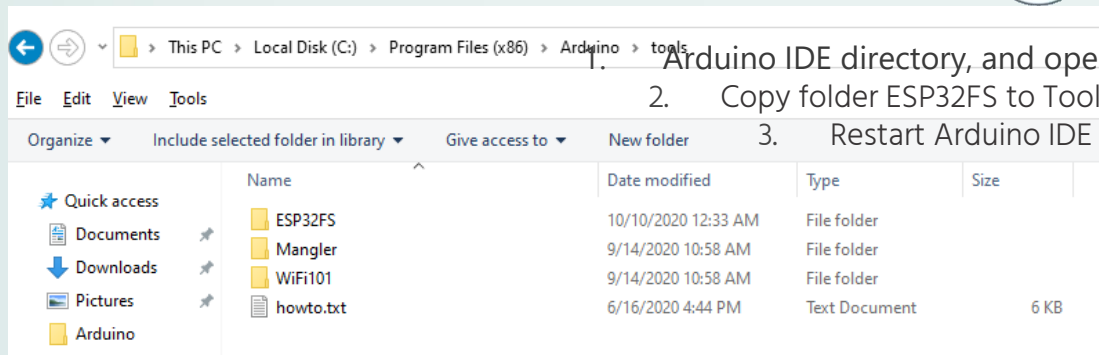 This PC > Local Disk (C:) > Program Files (x86) > Arduino > tools
1. Arduino IDE directory, and ope
File Edit View Tools
2. Copy folder ESP32FS to Tool
Organize Include selected folder in library Give access to New folder
3. Restart Arduino IDE
Name Date modified Type Size
Quick access
Documents
Downloads
Pictures
Arduino
ESP32FS 10/10/2020 12:33 AM File folder
Mangler 9/14/2020 10:58 AM File folder
WiFi101 9/14/2020 10:58 AM File folder
howto.txt 6/16/2020 4:44 PM Text Document 6 KB